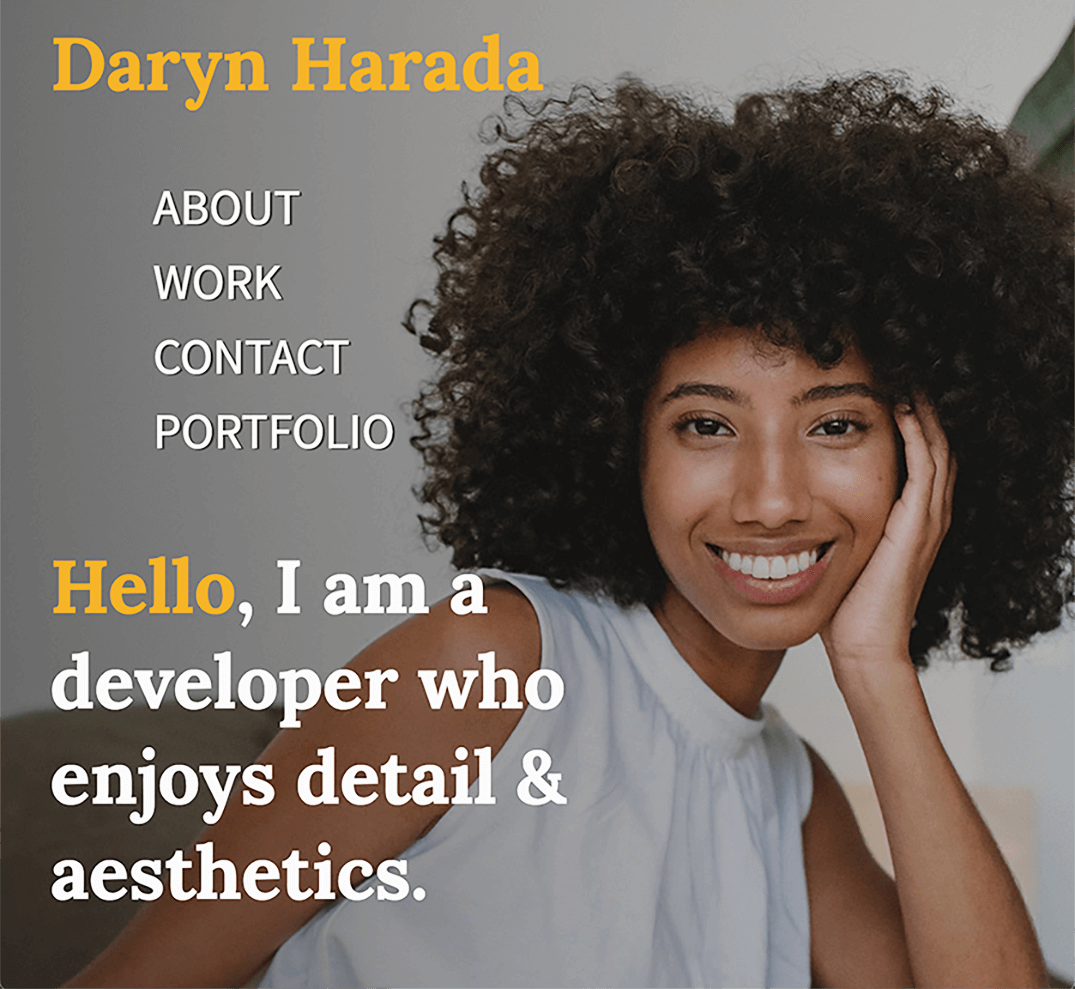 Daryn Harada
ABOUT
WORK
CONTACT
PORTFOLIO
Hello, I am a
developer who
enjoys detail &
aesthetics.